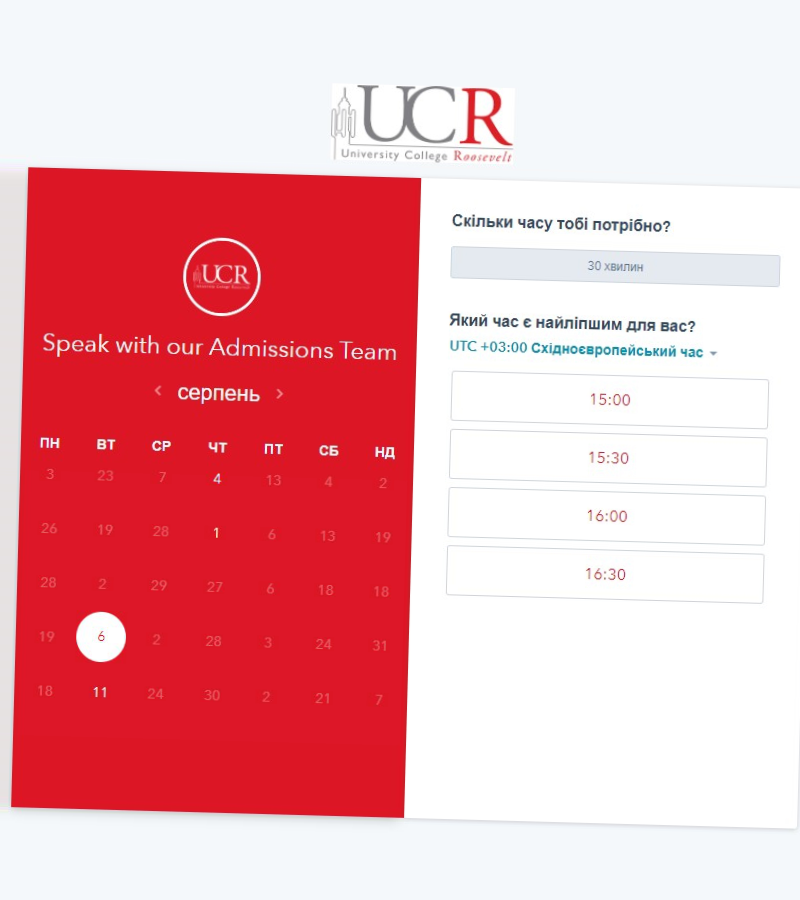 UCR
University College Roosevelt
UCR
Speak with our Admissions Team
серпень
ПН ВТ СР ЧТ ПТ СБ НД
3 23 7 4 13 4 2
26 19 28 1 6 13 19
28 2 29 27 6 18 18
19 6 2 28 3 24 31
18 11 24 30 2 21 7
Скільки часу тобі потрібно?
30 хвилин
Який час є найліпшим для вас?
UTC +03:00 Східноєвропейський час
15:00
15:30
16:00
16:30